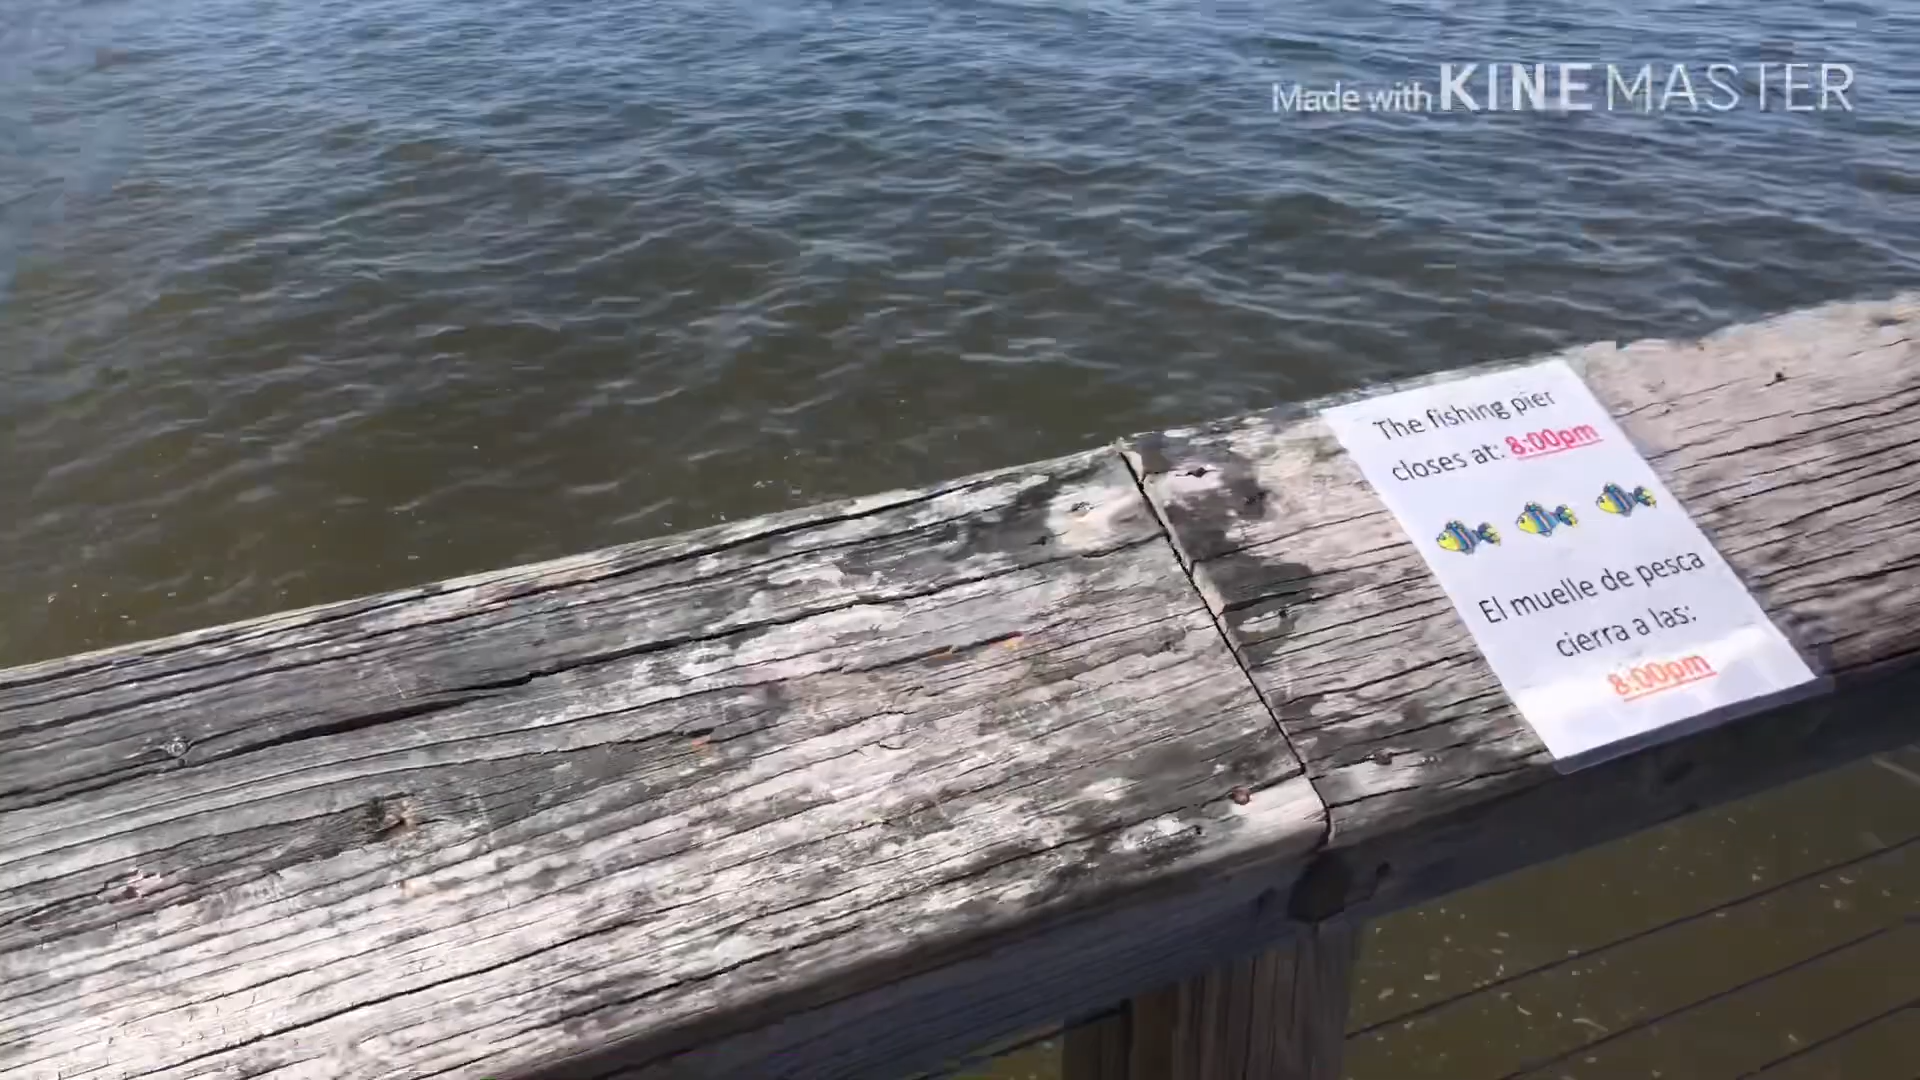 Made with KINEMASTER
The fishing pier
closes at: 8:00pm
El muelle de pesca
cierra a las:
8:00pm